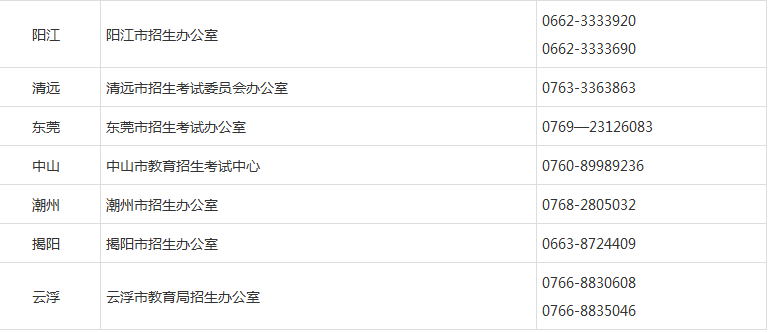 阳江 阳江市招生办公室 0662-3333920
0662-3333690
清远 清远市招生考试委员会办公室 0763-3363863
东莞 东莞市招生考试办公室 0769—23126083
中山 中山市教育招生考试中心 0760-89989236
潮州 潮州市招生办公室 0768-2805032
揭阳 揭阳市招生办公室 0663-8724409
云浮 云浮市教育局招生办公室 0766-8830608
0766-8835046